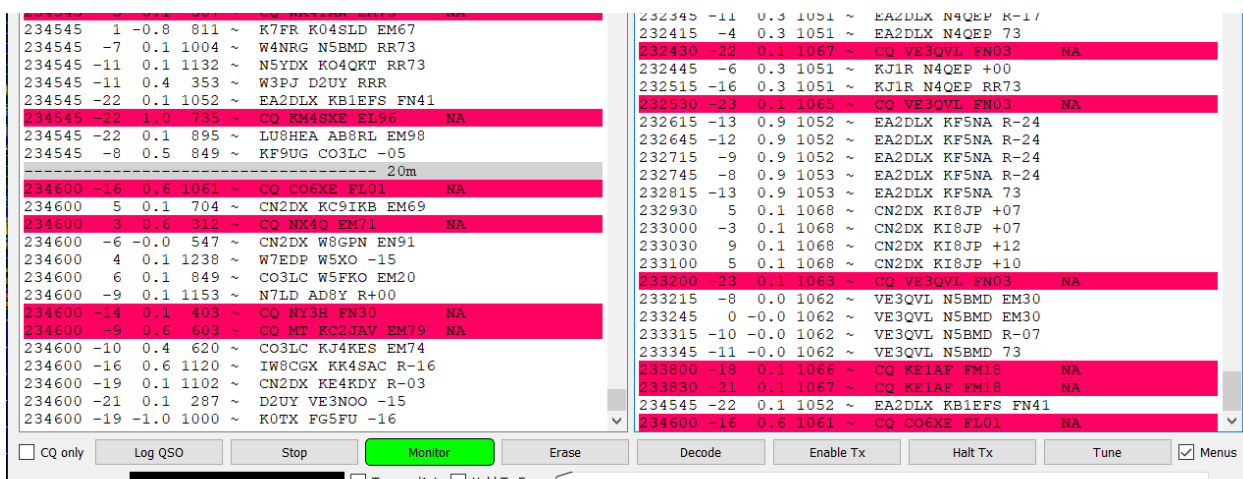 234545 3 0.1 507 ~ CQ WA4IAW EM73 NA
234545 1 -0.8 811 ~ K7FR K04SLD EM67
234545 -7 0.1 1004 ~ W4NRG N5BMD RR73
234545 -11 0.1 1132 ~ N5YDX KO4QKT RR73
234545 -11 0.4 353 ~ W3PJ D2UY RRR
234545 -22 0.1 1052 ~ EA2DLX KB1EFS FN41
234545 -22 1.0 735 ~ CQ KM4SXE EL96 NA
234545 -22 0.1 895 ~ LU8HEA AB8RL EM98
234545 -8 0.5 849 ~ KF9UG CO3LC -05
----------------------------------- 20m
234600 -16 0.6 1061 ~ CQ CO6XE FL01 NA
234600 5 0.1 704 ~ CN2DX KC9IKB EM69
234600 3 0.6 312 ~ CQ NX4Q EM71 NA
234600 -6 -0.0 547 ~ CN2DX W8GPN EN91
234600 4 0.1 1238 ~ W7EDP W5XO -15
234600 6 0.1 849 ~ CO3LC W5FKO EM20
234600 -9 0.1 1153 ~ N7LD AD8Y R+00
234600 -14 0.1 403 ~ CQ NY3H FN30 NA
234600 -9 0.6 603 ~ CQ MT KC2JAV EM79 NA
234600 -10 0.4 620 ~ CO3LC KJ4KES EM74
234600 -16 0.6 1120 ~ IW8CGX KK4SAC R-16
234600 -19 0.1 1102 ~ CN2DX KE4KDY R-03
234600 -21 0.1 287 ~ D2UY VE3NOO -15
234600 -19 -1.0 1000 ~ K0TX FG5FU -16
232345 -11 0.3 1051 ~ EA2DLX N4QEP R-17
232415 -4 0.3 1051 ~ EA2DLX N4QEP 73
232430 -22 0.1 1067 ~ CQ VE3QVL FN03 NA
232445 -6 0.3 1051 ~ KJ1R N4QEP +00
232515 -16 0.3 1051 ~ KJ1R N4QEP RR73
232530 -23 0.1 1065 ~ CQ VE3QVL FN03 NA
232615 -13 0.9 1052 ~ EA2DLX KF5NA R-24
232645 -12 0.9 1052 ~ EA2DLX KF5NA R-24
232715 -9 0.9 1052 ~ EA2DLX KF5NA R-24
232745 -8 0.9 1053 ~ EA2DLX KF5NA R-24
232815 -13 0.9 1053 ~ EA2DLX KF5NA 73
232930 5 0.1 1068 ~ CN2DX KI8JP +07
233000 -3 0.1 1068 ~ CN2DX KI8JP +07
233030 9 0.1 1068 ~ CN2DX KI8JP +12
233100 5 0.1 1068 ~ CN2DX KI8JP +10
233200 -23 0.1 1063 ~ CQ VE3QVL FN03 NA
233215 -8 0.0 1062 ~ VE3QVL N5BMD EM30
233245 0 -0.0 1062 ~ VE3QVL N5BMD EM30
233315 -10 -0.0 1062 ~ VE3QVL N5BMD R-07
233345 -11 -0.0 1062 ~ VE3QVL N5BMD 73
233800 -18 0.1 1066 ~ CQ KE1AF FM18 NA
233830 -21 0.1 1067 ~ CQ KE1AF FM18 NA
234545 -22 0.1 1052 ~ EA2DLX KB1EFS FN41
234600 -16 0.6 1061 ~ CQ CO6XE FL01 NA
CQ only Log QSO Stop Monitor Erase Decode Enable Tx Halt Tx Tune Menus